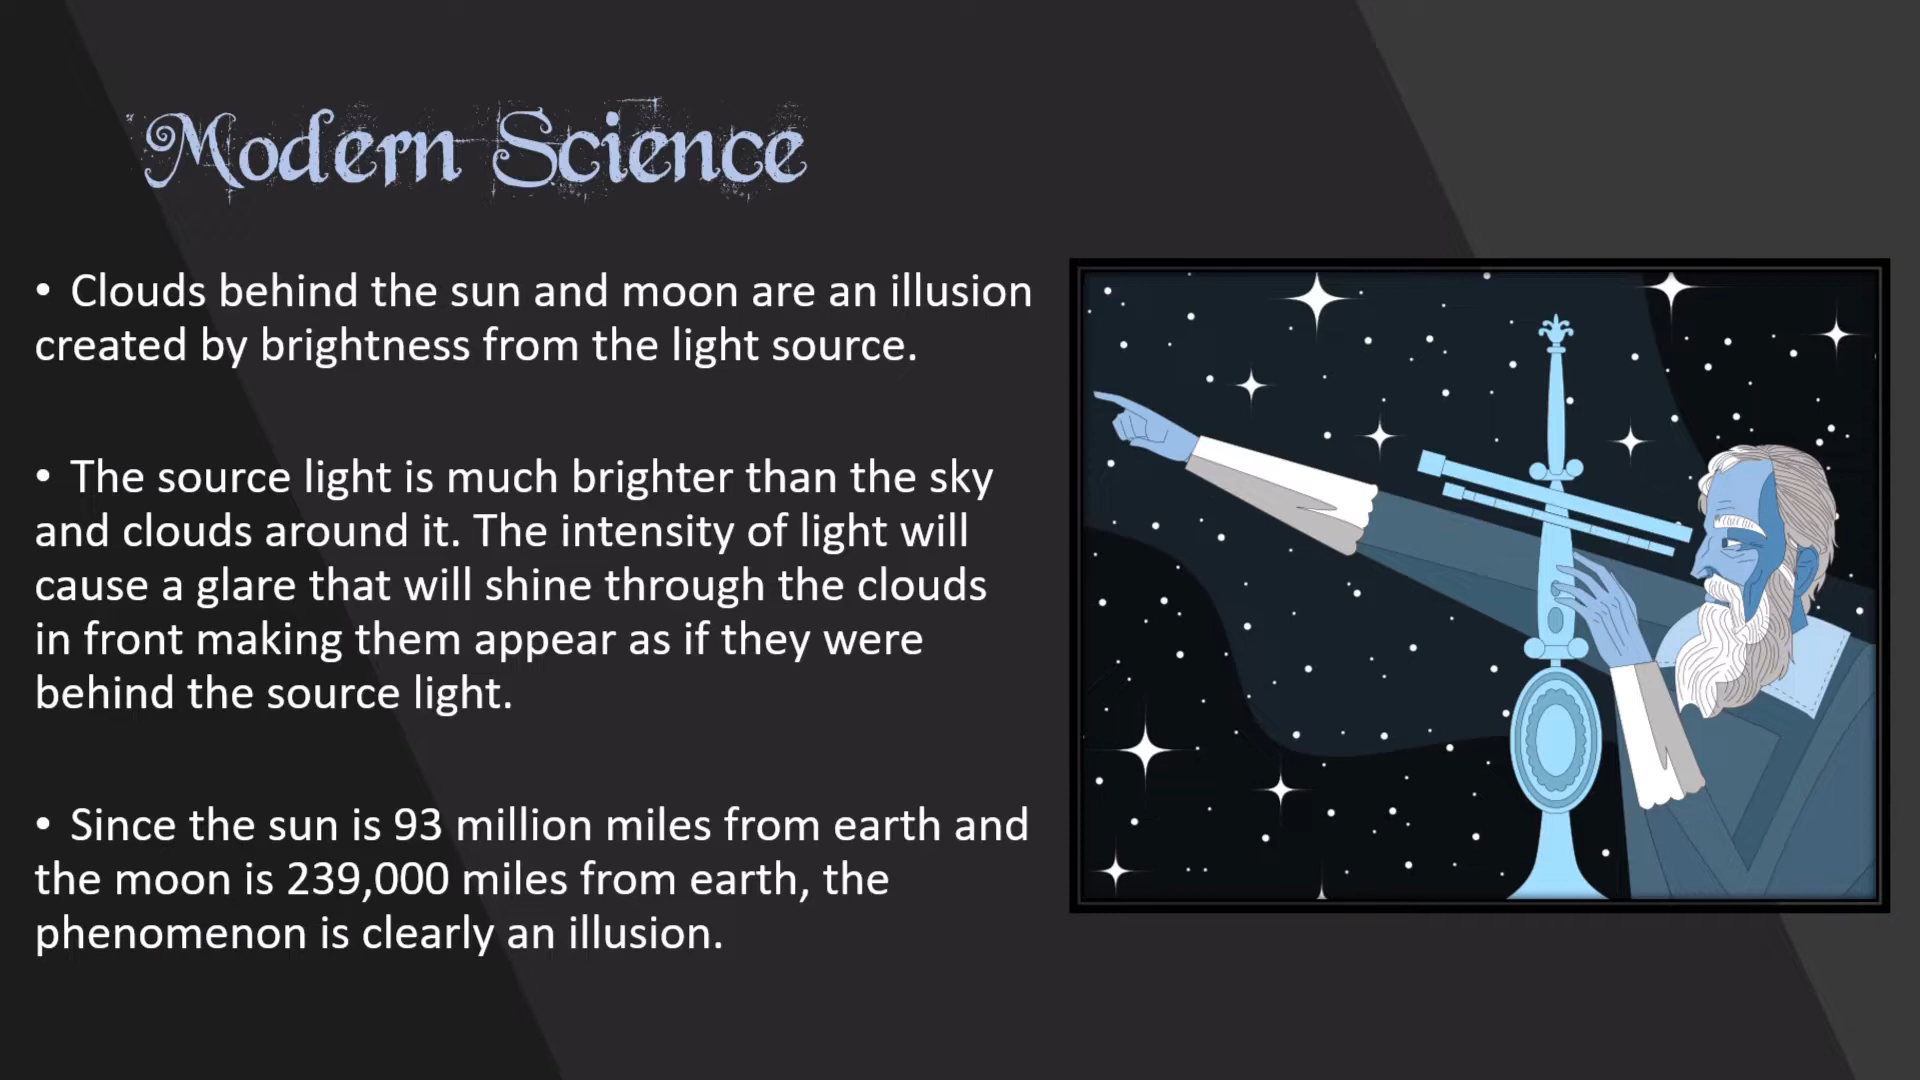 Modern Science
• Clouds behind the sun and moon are an illusion
created by brightness from the light source.
• The source light is much brighter than the sky
and clouds around it. The intensity of light will
cause a glare that will shine through the clouds
in front making them appear as if they were
behind the source light.
• Since the sun is 93 million miles from earth and
the moon is 239,000 miles from earth, the
phenomenon is clearly an illusion.